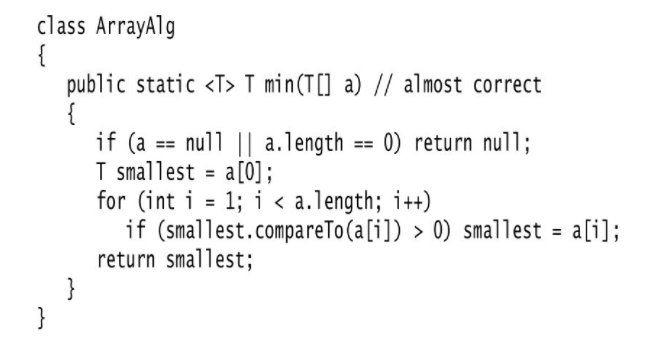 class ArrayAlg
{
   public static <T> T min(T[] a) // almost correct
   {
      if (a == null || a.length == 0) return null;
      T smallest = a[0];
      for (int i = 1; i < a.length; i++)
         if (smallest.compareTo(a[i]) > 0) smallest = a[i];
      return smallest;
   }
}